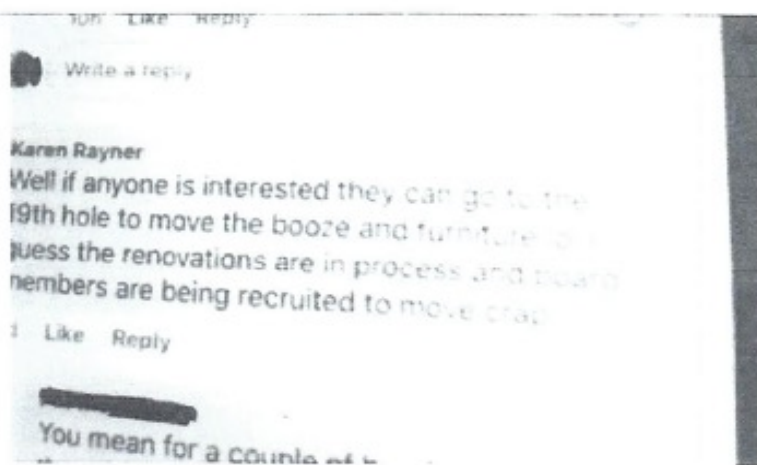 10h Like Reply
Write a reply
Karen Rayner
Well if anyone is interested they can go to the
19th hole to move the booze and furniture
guess the renovations are in process and board
members are being recruited to move crap
Like Reply
You mean for a couple of